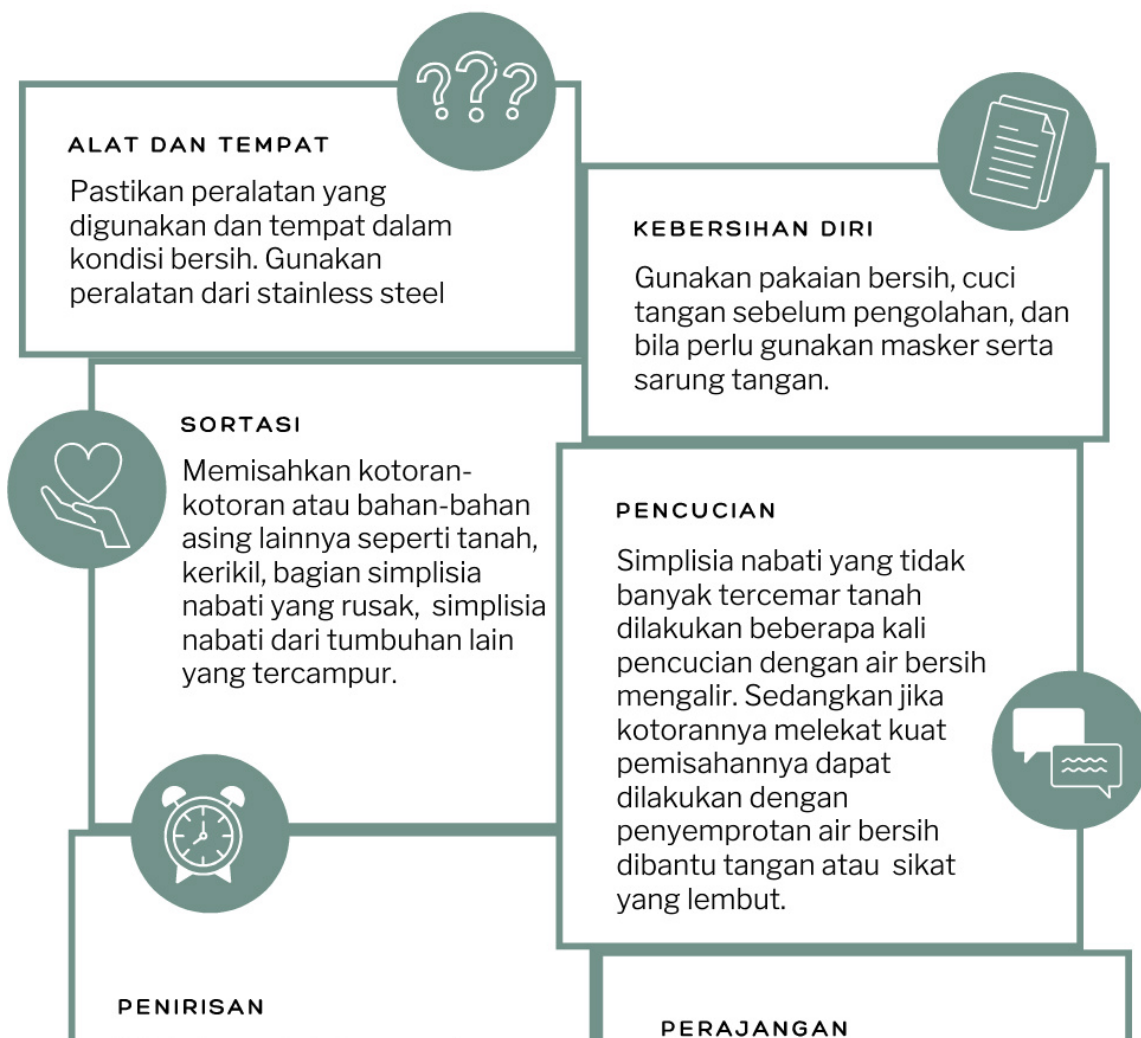 ALAT DAN TEMPAT
Pastikan peralatan yang
digunakan dan tempat dalam
kondisi bersih. Gunakan
peralatan dari stainless steel
KEBERSIHAN DIRI
Gunakan pakaian bersih, cuci
tangan sebelum pengolahan, dan
bila perlu gunakan masker serta
sarung tangan.
SORTASI
Memisahkan kotoran-
kotoran atau bahan-bahan
asing lainnya seperti tanah,
kerikil, bagian simplisia
nabati yang rusak,  simplisia
nabati dari tumbuhan lain
yang tercampur.
PENCUCIAN
Simplisia nabati yang tidak
banyak tercemar tanah
dilakukan beberapa kali
pencucian dengan air bersih
mengalir. Sedangkan jika
kotorannya melekat kuat
pemisahannya dapat
dilakukan dengan
penyemprotan air bersih
dibantu tangan atau  sikat
yang lembut.
PENIRISAN
PERAJANGAN